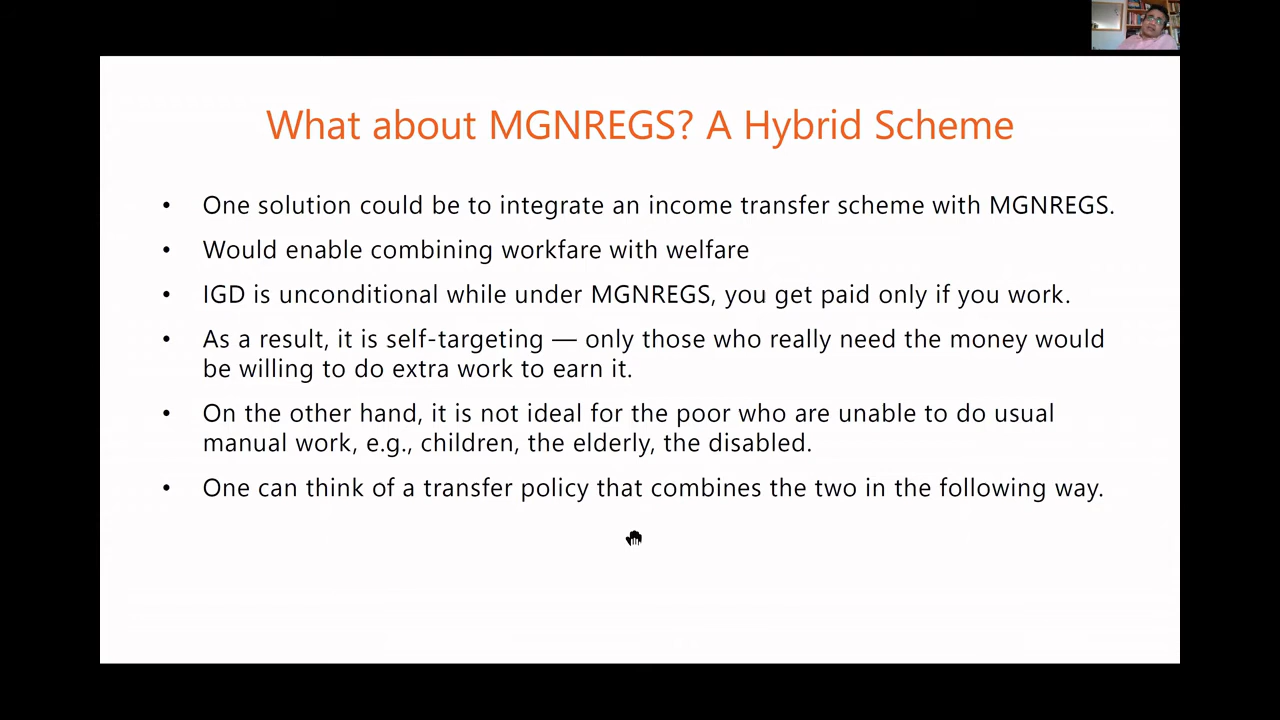 What about MGNREGS? A Hybrid Scheme
• One solution could be to integrate an income transfer scheme with MGNREGS.
• Would enable combining workfare with welfare
• IGD is unconditional while under MGNREGS, you get paid only if you work.
• As a result, it is self-targeting — only those who really need the money would
be willing to do extra work to earn it.
• On the other hand, it is not ideal for the poor who are unable to do usual
manual work, e.g., children, the elderly, the disabled.
• One can think of a transfer policy that combines the two in the following way.